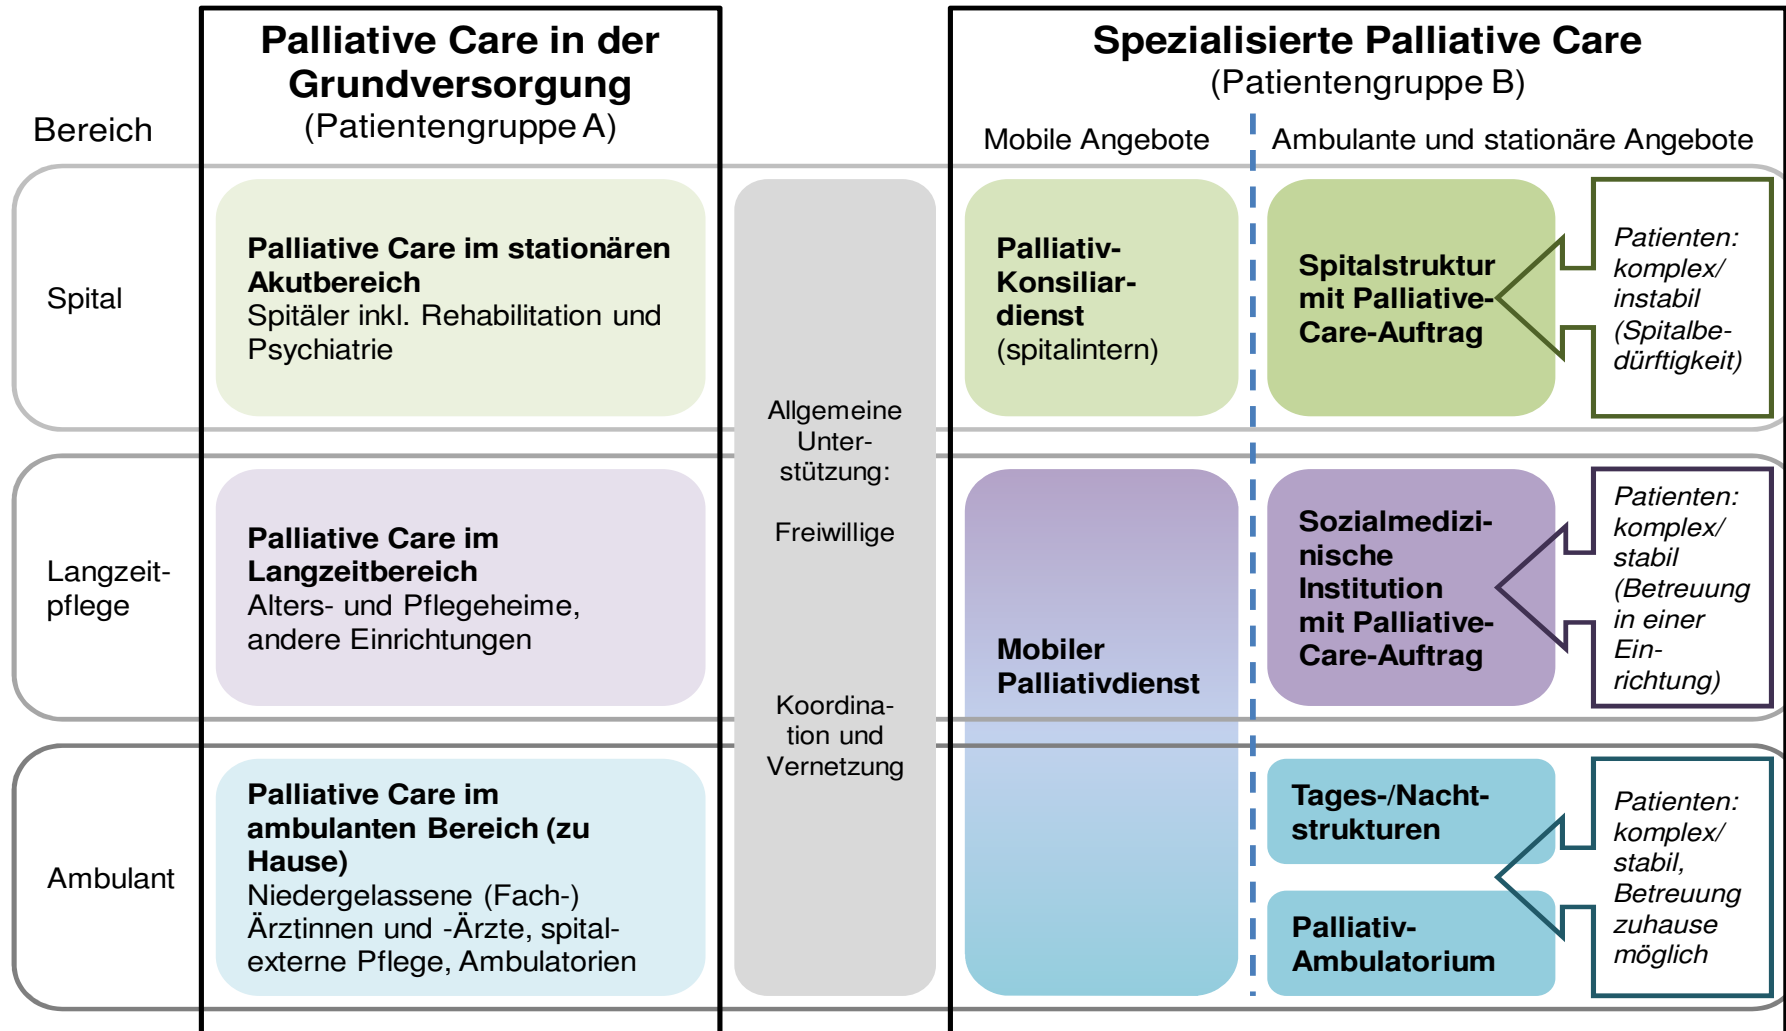 Palliative Care in der
Grundversorgung
(Patientengruppe A)
Spezialisierte Palliative Care
(Patientengruppe B)
Bereich
Mobile Angebote
Ambulante und stationäre Angebote
Spital
Palliative Care im stationären
Akutbereich
Spitäler inkl. Rehabilitation und
Psychiatrie
Palliativ-
Konsiliar-
dienst
(spitalintern)
Spitalstruktur
mit Palliative-
Care-Auftrag
Patienten:
komplex/
instabil
(Spitalbe-
dürftigkeit)
Allgemeine
Unter-
stützung:
Freiwillige
Koordina-
tion und
Vernetzung
Langzeit-
pflege
Palliative Care im
Langzeitbereich
Alters- und Pflegeheime,
andere Einrichtungen
Mobiler
Palliativdienst
Sozialmedizi-
nische
Institution
mit Palliative-
Care-Auftrag
Patienten:
komplex/
stabil
(Betreuung
in einer
Ein-
richtung)
Ambulant
Palliative Care im
ambulanten Bereich (zu
Hause)
Niedergelassene (Fach-)
Ärztinnen und -Ärzte, spital-
externe Pflege, Ambulatorien
Tages-/Nacht-
strukturen
Palliativ-
Ambulatorium
Patienten:
komplex/
stabil,
Betreuung
zuhause
möglich